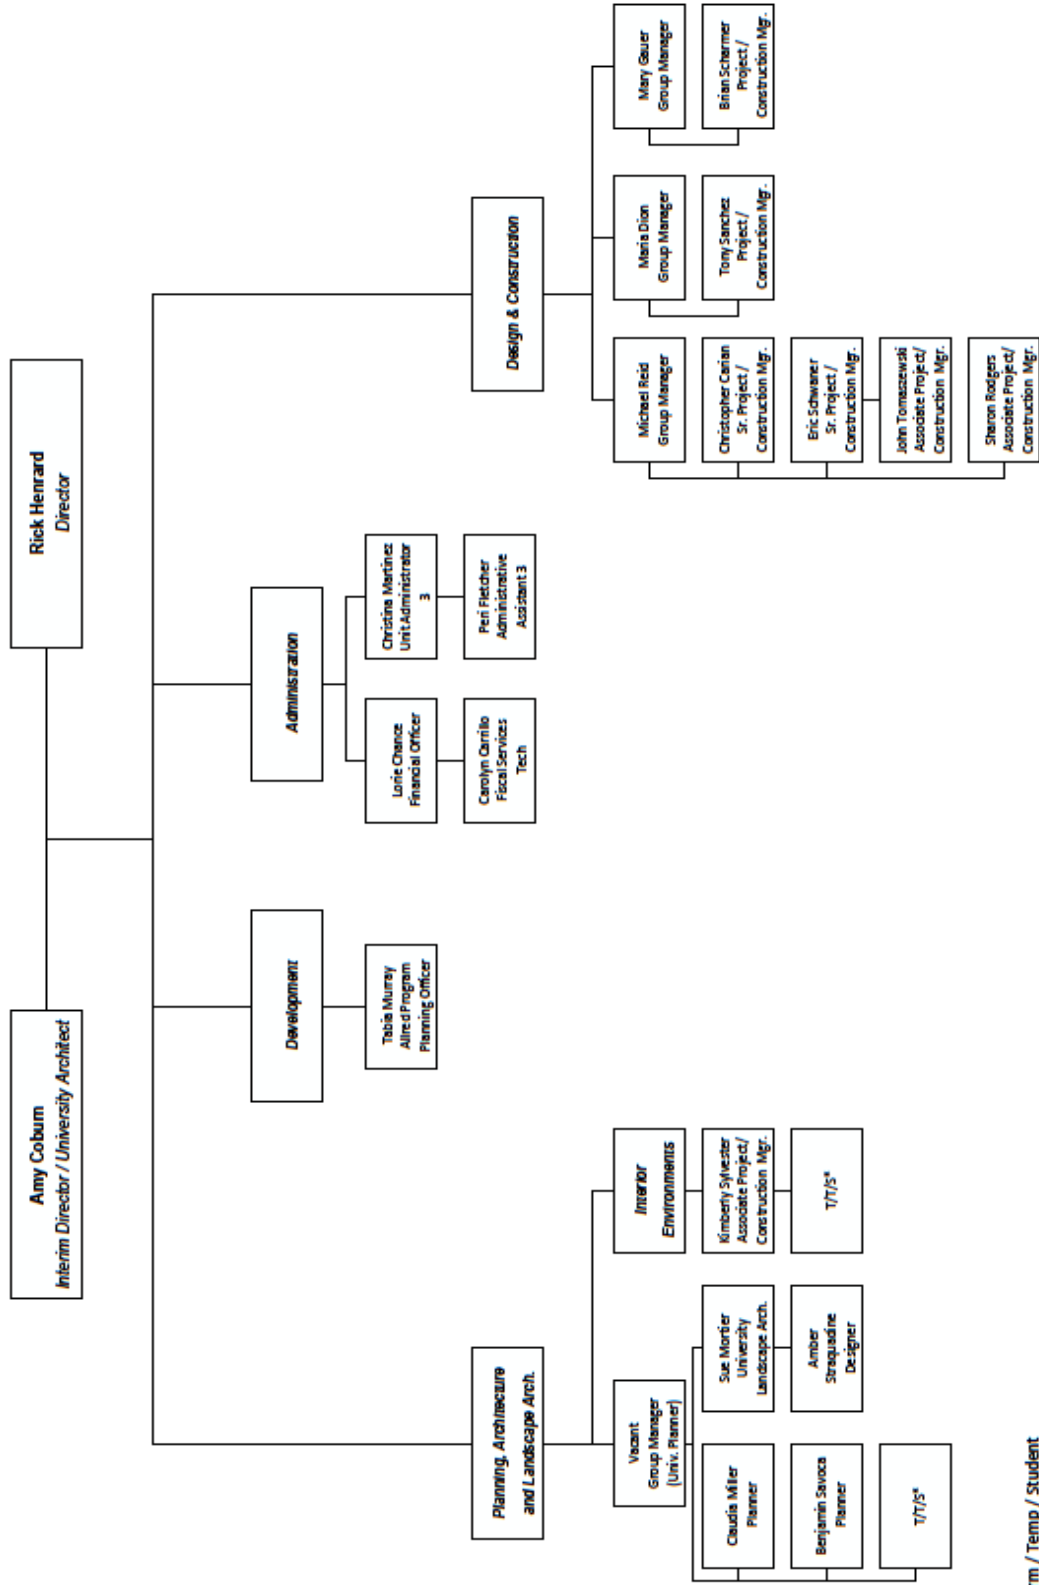 Amy Coburn
Interim Director / University Architect
Rick Henrard
Director
Planning, Architecture
and Landscape Arch.
Development
Administration
Design & Construction
Vacant
Group Manager
(Univ. Planner)
Claudia Miller
Planner
Benjamin Savoca
Planner
T/T/S*
Sue Mortier
University
Landscape Arch.
Amber
Straquadine
Designer
Interior
Environments
Kimberly Sylvester
Associate Project/
Construction Mgr.
T/T/S*
Tabia Murray
Allred Program
Planning Officer
Lorie Chance
Financial Officer
Carolyn Carrillo
Fiscal Services
Tech
Christina Martinez
Unit Administrator
3
Peri Fletcher
Administrative
Assistant 3
Michael Reid
Group Manager
Christopher Carian
Sr. Project/
Construction Mgr.
Eric Schwaner
Sr. Project/
Construction Mgr.
John Tomaszewski
Associate Project/
Construction Mgr.
Sharon Rodgers
Associate Project/
Construction Mgr.
Maria Dion
Group Manager
Tony Sanchez
Project/
Construction Mgr.
Mary Gauer
Group Manager
Brian Scharmer
Project/
Construction Mgr.
/ Temp / Student